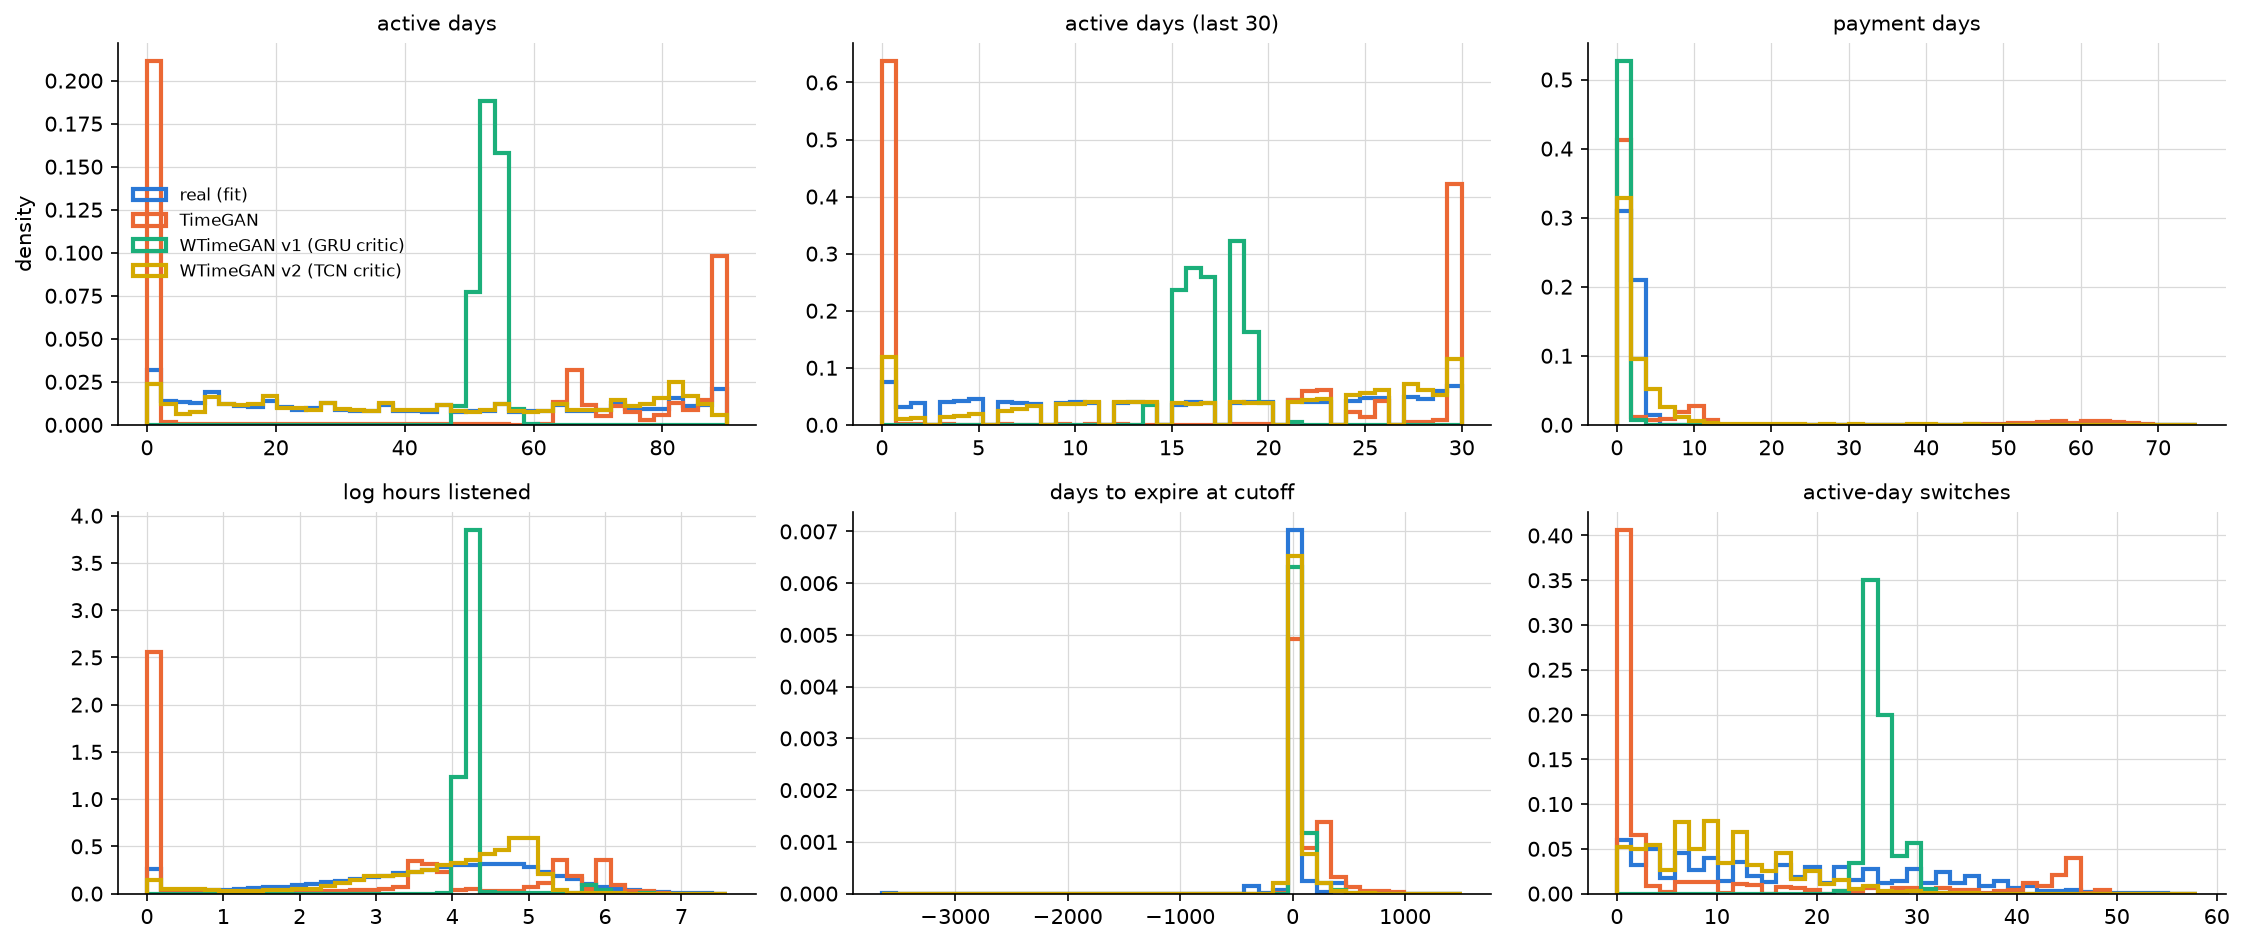 active days
active days (last 30)
payment days
density
0.200
0.175
0.150
0.125
0.100
0.075
0.050
0.025
0.000
real (fit)
TimeGAN
WTimeGAN v1 (GRU critic)
WTimeGAN v2 (TCN critic)
0 20 40 60 80
0.6
0.5
0.4
0.3
0.2
0.1
0.0
0 5 10 15 20 25 30
0.5
0.4
0.3
0.2
0.1
0.0
0 10 20 30 40 50 60 70
log hours listened
days to expire at cutoff
active-day switches
4.0
3.5
3.0
2.5
2.0
1.5
1.0
0.5
0.0
0 1 2 3 4 5 6 7
0.007
0.006
0.005
0.004
0.003
0.002
0.001
0.000
−3000 −2000 −1000 0 1000
0.40
0.35
0.30
0.25
0.20
0.15
0.10
0.05
0.00
0 10 20 30 40 50 60